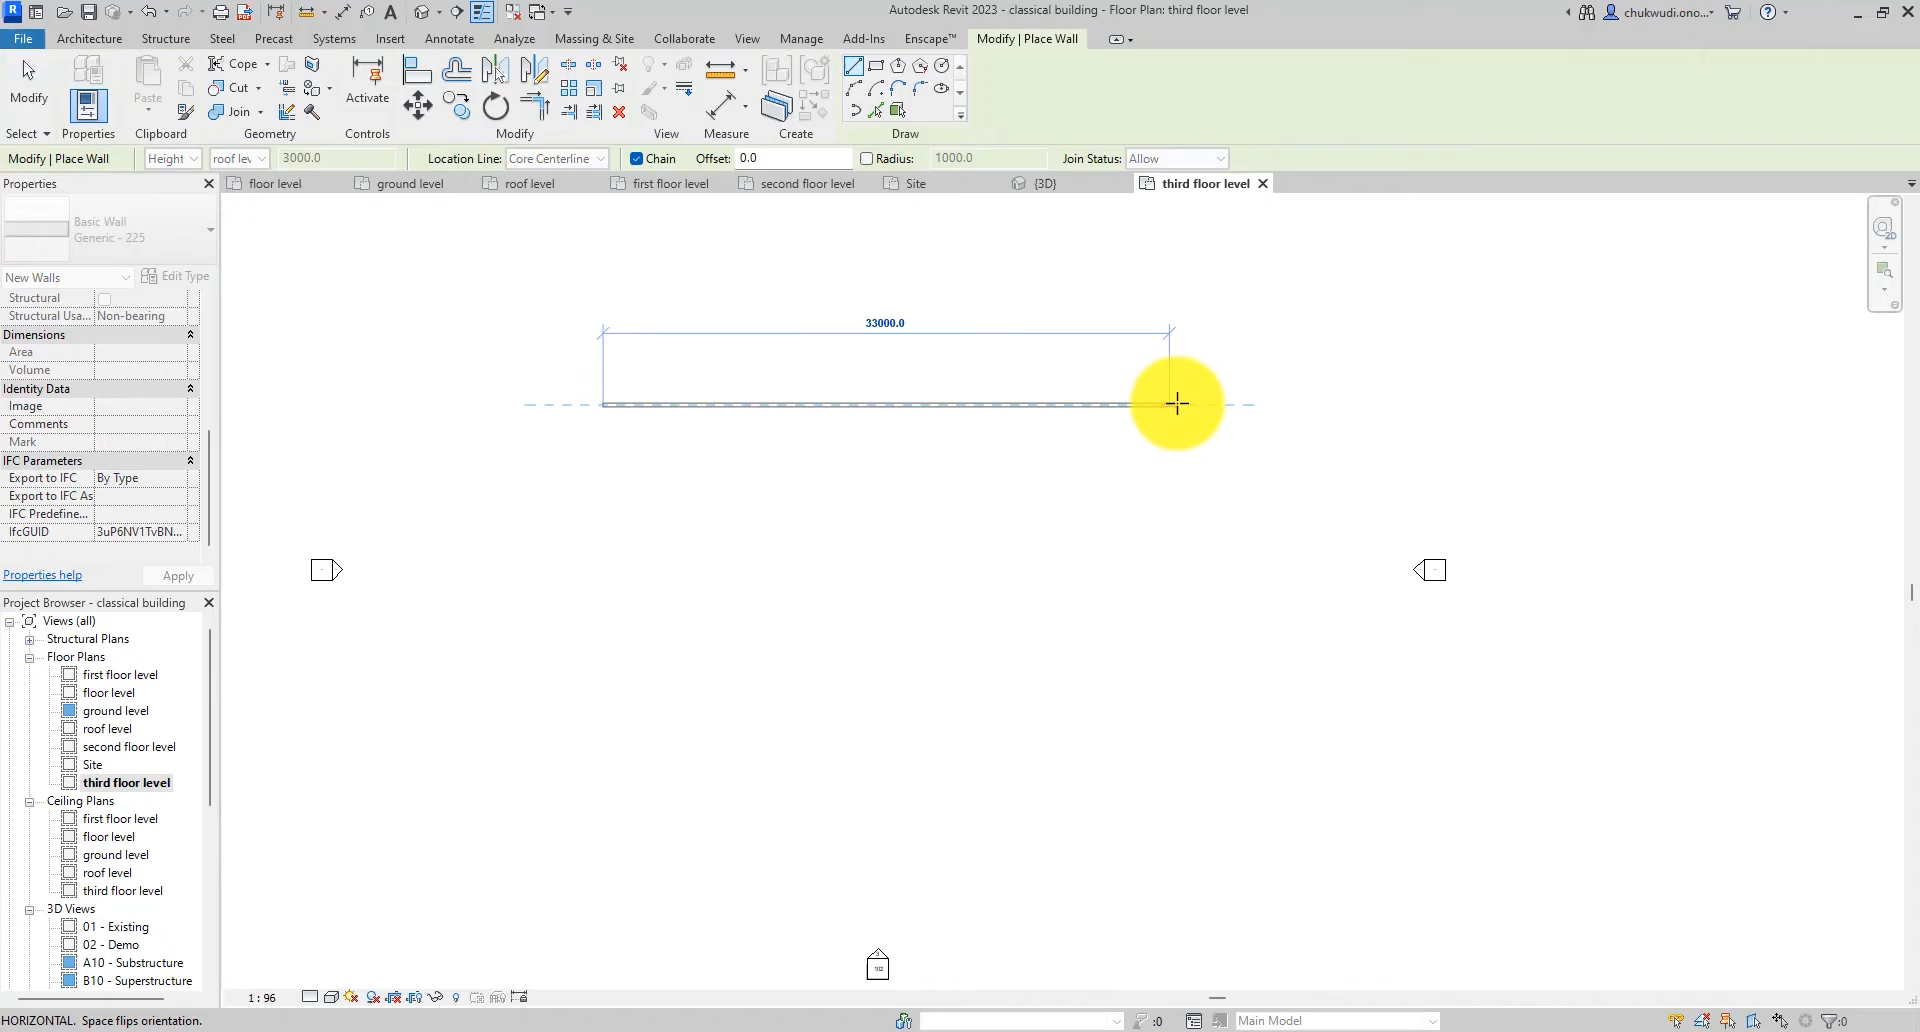 Autodesk Revit 2023 - classical building - Floor Plan: third floor level
chukwudi.ono...
File
Architecture
Structure
Steel
Precast
Systems
Insert
Annotate
Analyze
Massing & Site
Collaborate
View
Manage
Add-Ins
Enscape™
Modify | Place Wall
Modify
Paste
Cope
Cut
Join
Activate
Select
Properties
Clipboard
Geometry
Controls
Modify
View
Measure
Create
Draw
Modify | Place Wall
Height
roof lev
3000.0
Location Line:
Core Centerline
Chain
Offset:
0.0
Radius:
1000.0
Join Status:
Allow
Properties
floor level
ground level
roof level
first floor level
second floor level
Site
{3D}
third floor level
Basic Wall
Generic - 225
New Walls
Edit Type
Structural
Structural Usa...
Non-bearing
Dimensions
Area
Volume
Identity Data
Image
Comments
Mark
IFC Parameters
Export to IFC
By Type
Export to IFC As
IFC Predefine...
IfcGUID
3uP6NV1TvBN...
Properties help
Apply
33000.0
2D
Project Browser - classical building
Views (all)
Structural Plans
Floor Plans
first floor level
floor level
ground level
roof level
second floor level
Site
third floor level
Ceiling Plans
first floor level
floor level
ground level
roof level
third floor level
3D Views
01 - Existing
02 - Demo
A10 - Substructure
B10 - Superstructure
102
1 : 96
HORIZONTAL.  Space flips orientation.
:0
Main Model
:0